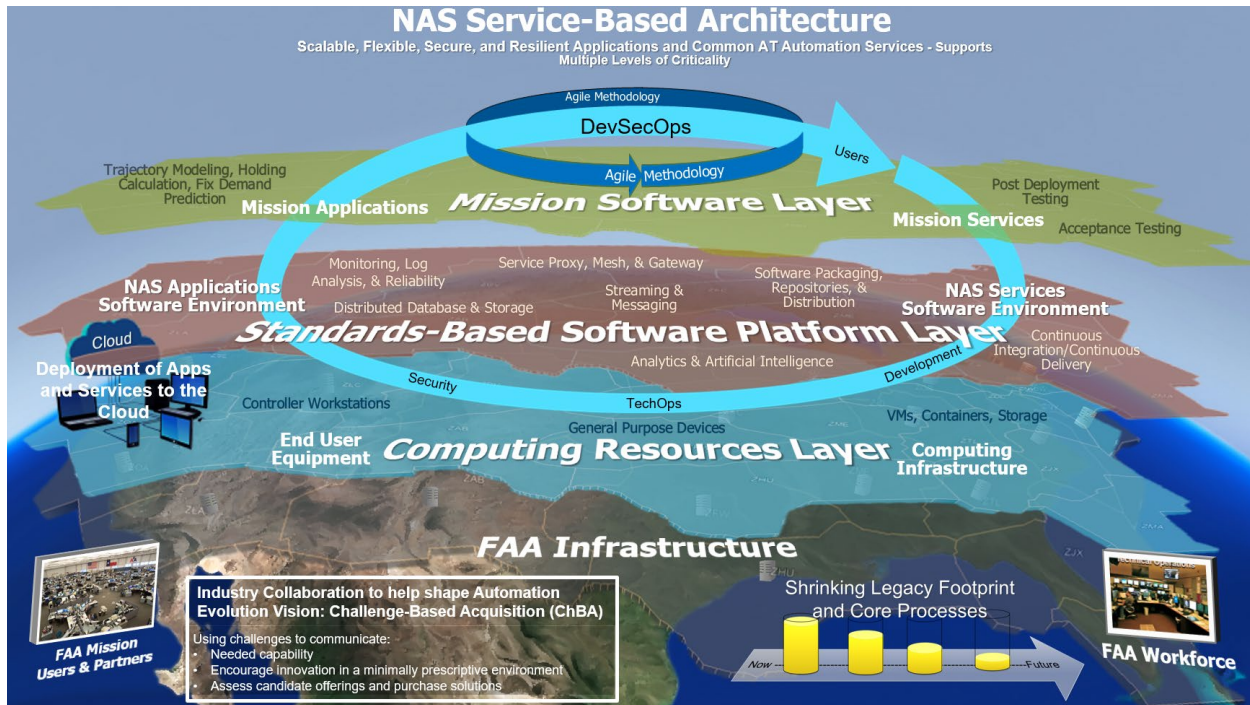 NAS Service-Based Architecture
Scalable, Flexible, Secure, and Resilient Applications and Common AT Automation Services - Supports
Multiple Levels of Criticality
Agile Methodology
DevSecOps
Users
Agile Methodology
Trajectory Modeling, Holding
Calculation, Fix Demand
Prediction
Mission Applications
Mission Software Layer
Mission Services
Post Deployment
Testing
Acceptance Testing
Monitoring, Log
Analysis, & Reliability
Service Proxy, Mesh, & Gateway
Streaming &
Messaging
Software Packaging,
Repositories, &
Distribution
NAS Applications
Software Environment
Distributed Database & Storage
NAS Services
Software Environment
Standards-Based Software Platform Layer
Analytics & Artificial Intelligence
Continuous
Integration/Continuous
Delivery
Cloud
Deployment of Apps
and Services to the
Cloud
Security
TechOps
Development
Controller Workstations
General Purpose Devices
VMs, Containers, Storage
End User
Equipment
Computing Resources Layer
Computing
Infrastructure
ZAB
ZLA
ZHU
ZMA
ZJX
FAA Infrastructure
ZHU
FAA Mission
Users & Partners
Industry Collaboration to help shape Automation
Evolution Vision: Challenge-Based Acquisition (ChBA)
Using challenges to communicate:
• Needed capability
• Encourage innovation in a minimally prescriptive environment
• Assess candidate offerings and purchase solutions
Shrinking Legacy Footprint
and Core Processes
Now
Future
Technical Operations
FAA Workforce